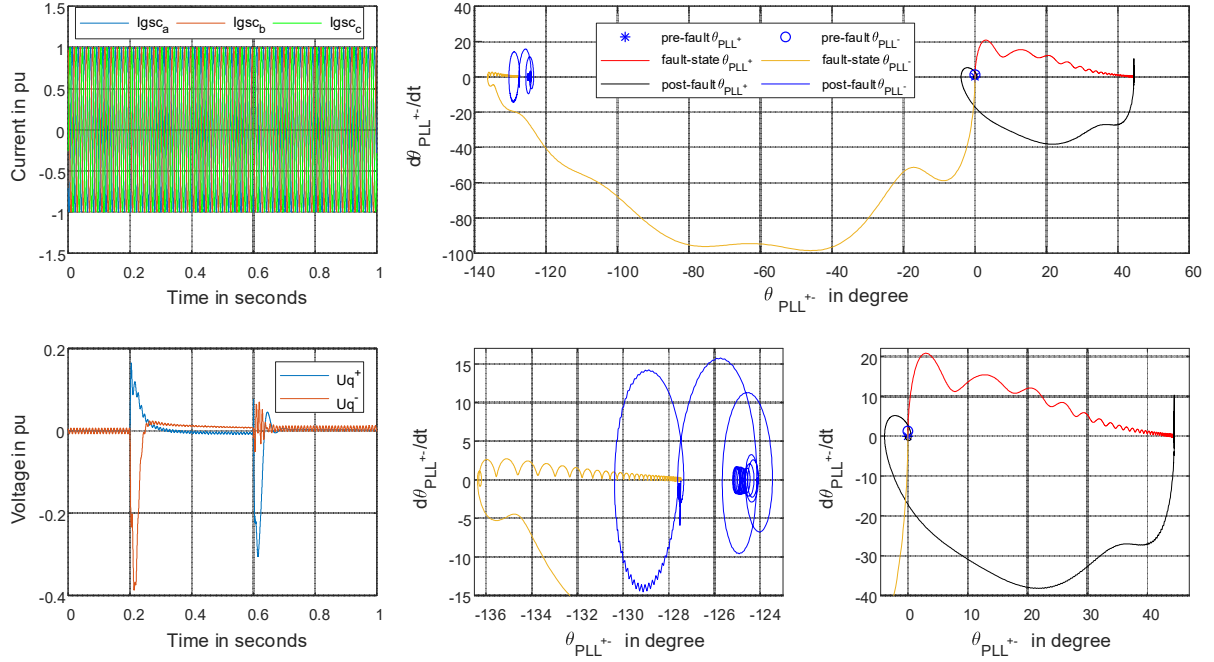 Igsc_a Igsc_b Igsc_c
1.5
1
0.5
0
-0.5
-1
-1.5
Current in pu
0 0.2 0.4 0.6 0.8 1
Time in seconds
40
20
0
-20
-40
-60
-80
-100
dθ_PLL^+-/dt
pre-fault θ_PLL^+ pre-fault θ_PLL^-
fault-state θ_PLL^+ fault-state θ_PLL^-
post-fault θ_PLL^+ post-fault θ_PLL^-
-140 -120 -100 -80 -60 -40 -20 0 20 40 60
θ_PLL^+- in degree
0.2
0
-0.2
-0.4
Voltage in pu
Uq^+
Uq^-
0 0.2 0.4 0.6 0.8 1
Time in seconds
15
10
5
0
-5
-10
-15
dθ_PLL^+-/dt
-136 -134 -132 -130 -128 -126 -124
θ_PLL^+- in degree
20
10
0
-10
-20
-30
-40
dθ_PLL^+-/dt
0 10 20 30 40
θ_PLL^+- in degree